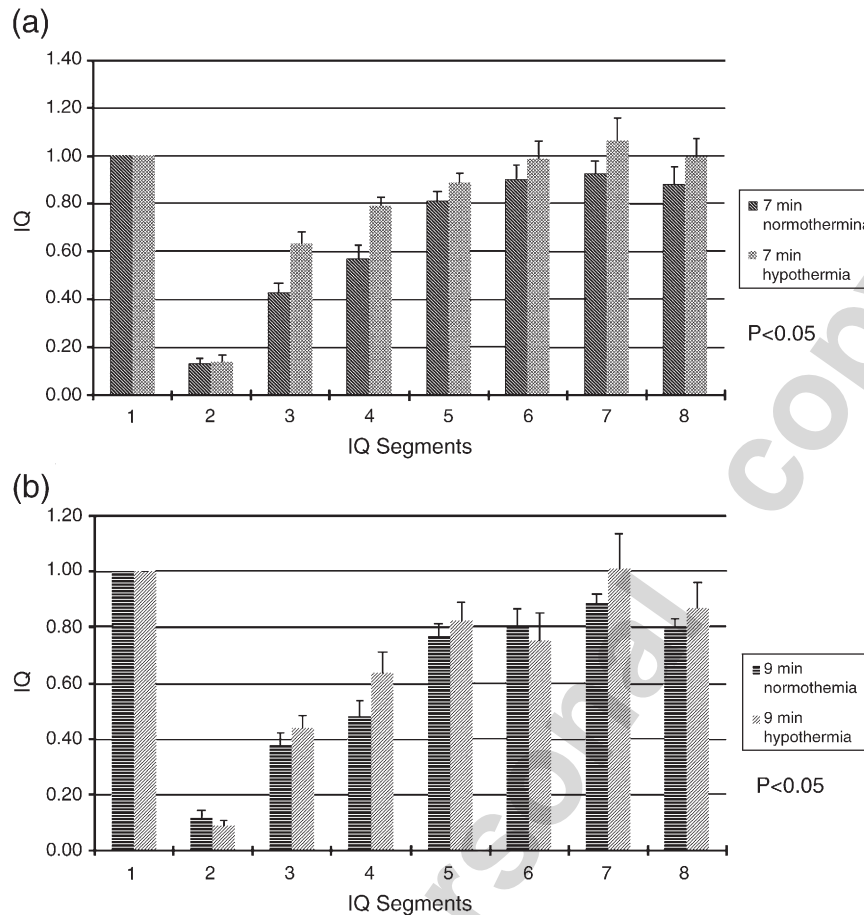 (a)
1.40
1.20
1.00
0.80
0.60
0.40
0.20
0.00
IQ
1 2 3 4 5 6 7 8
IQ Segments
7 min
normothermina
7 min
hypothermia
P<0.05
(b)
1.20
1.00
0.80
0.60
0.40
0.20
0.00
IQ
1 2 3 4 5 6 7 8
IQ Segments
9 min
normothemia
9 min
hypothermia
P<0.05